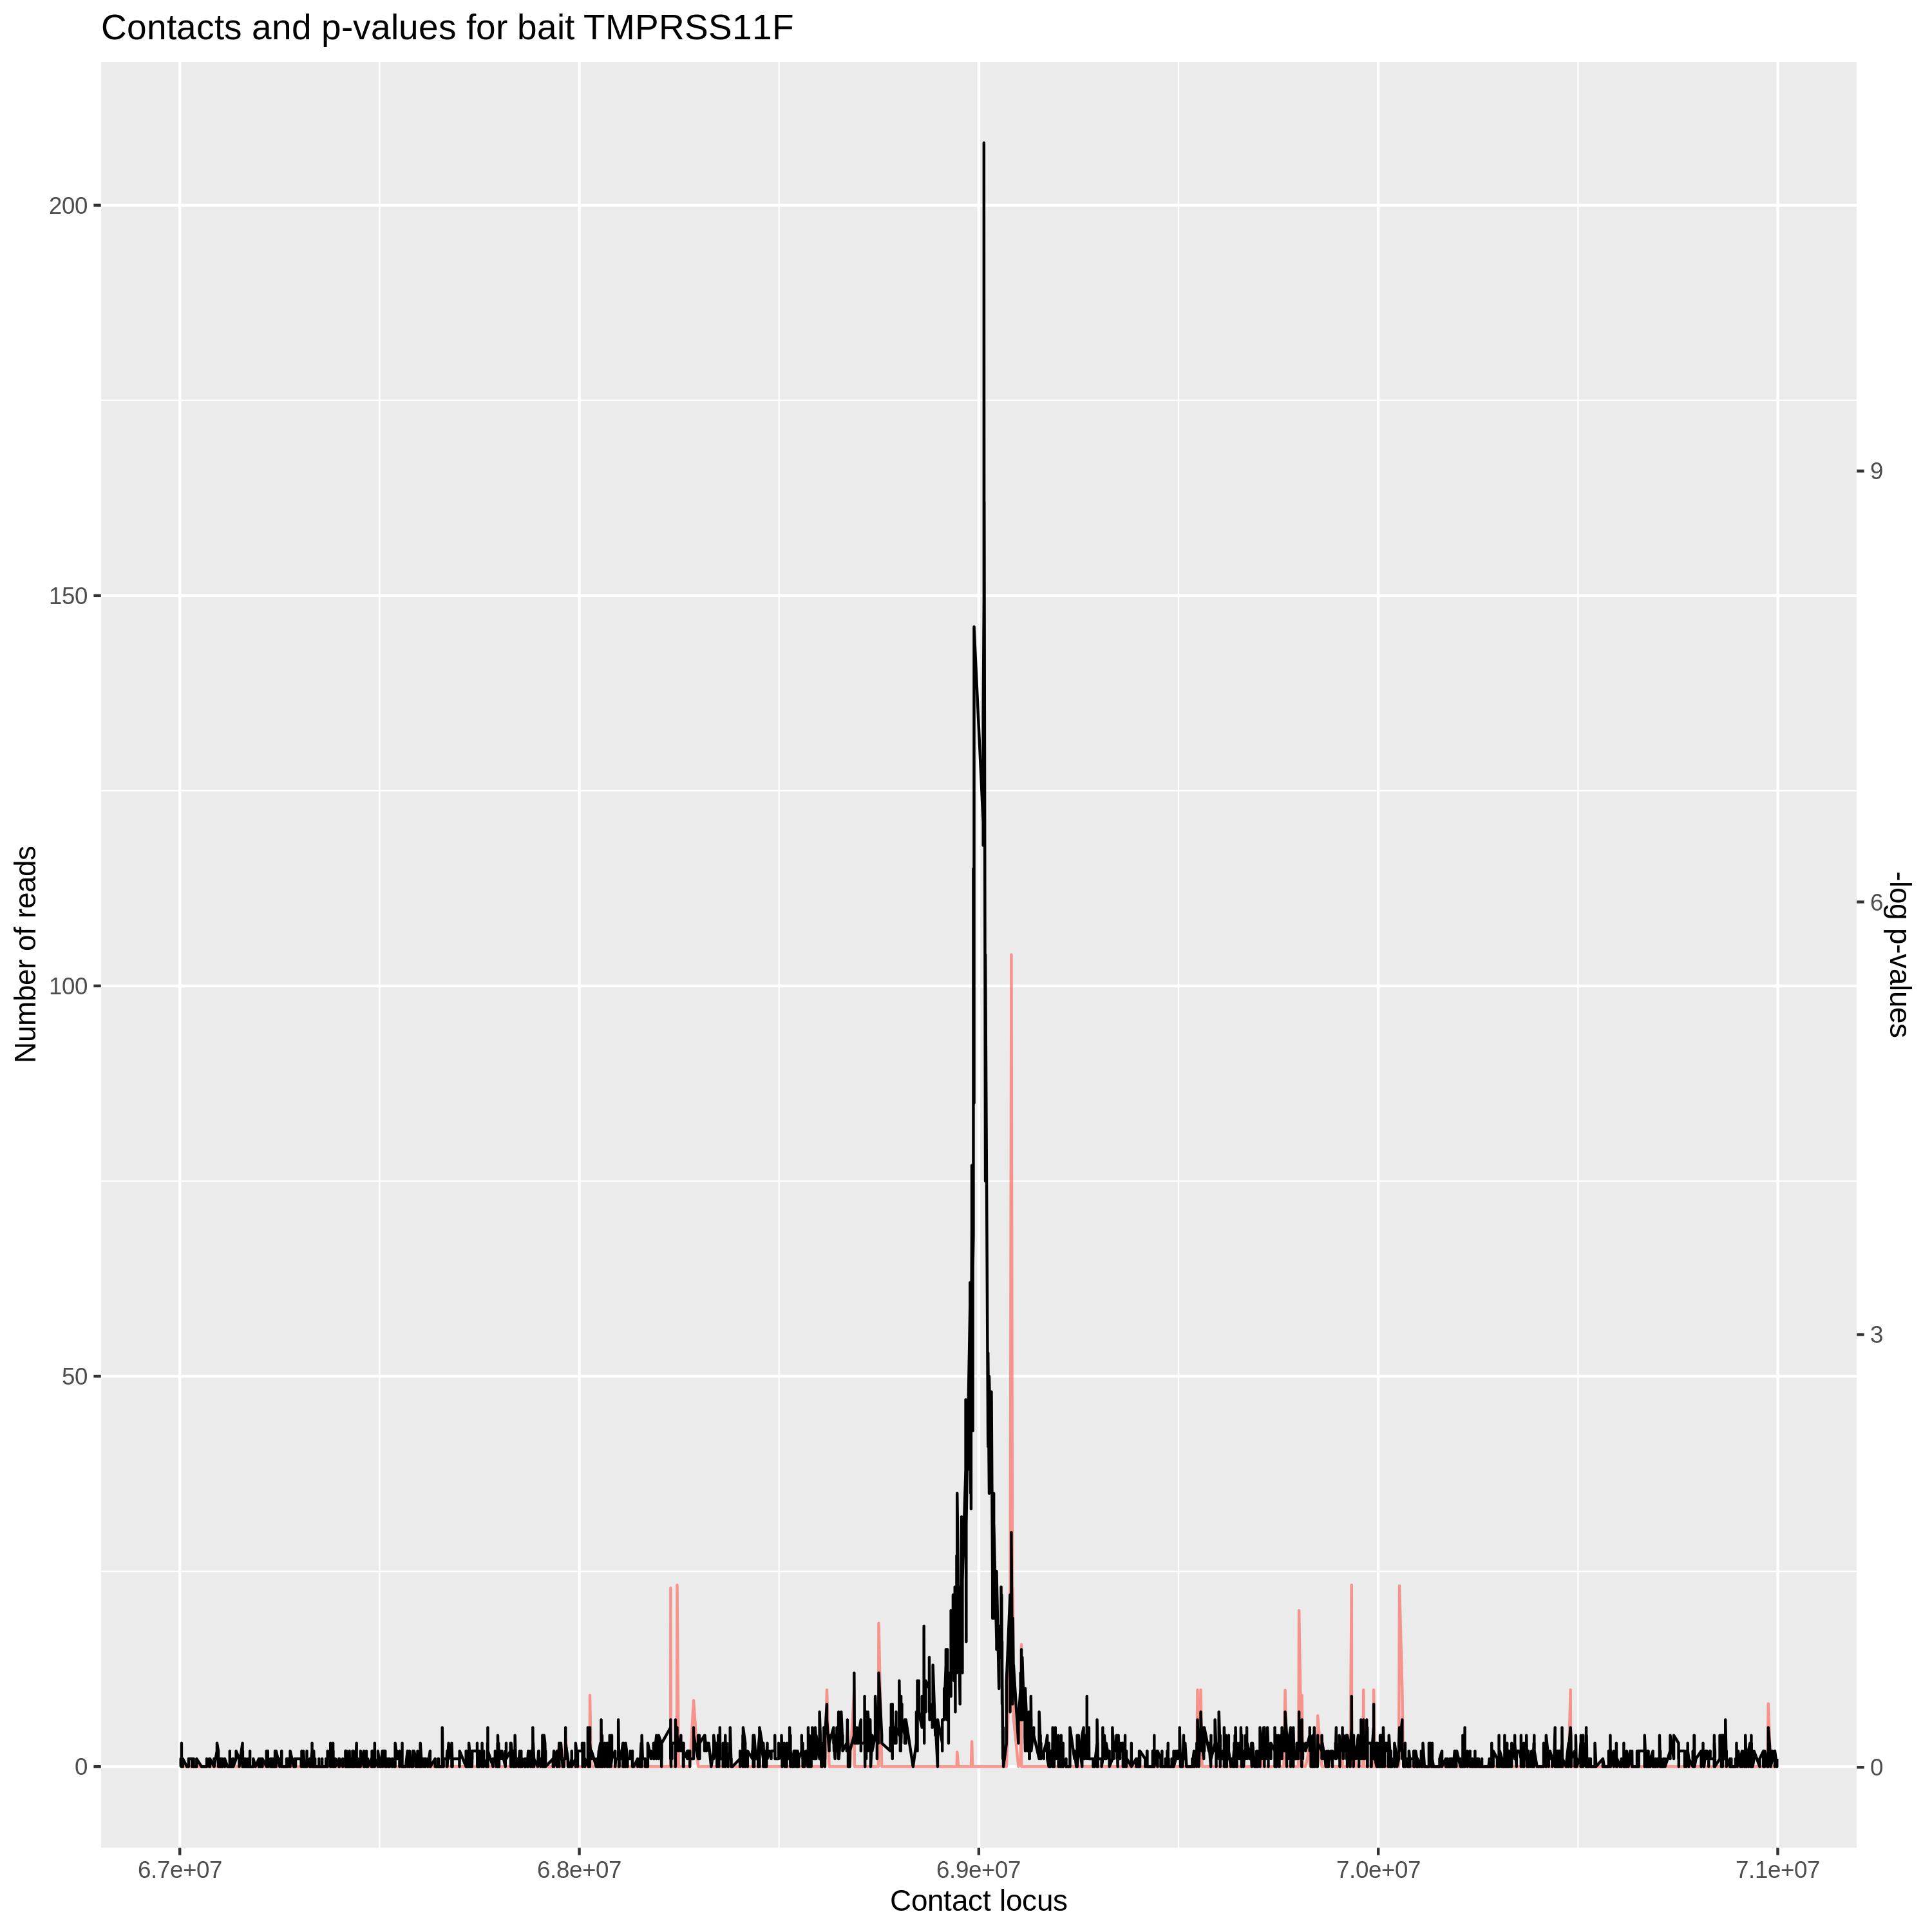 Contacts and p-values for bait TMPRSS11F
Number of reads
200
150
100
50
0
9
6
3
0
-log p-values
6.7e+07
6.8e+07
6.9e+07
7.0e+07
7.1e+07
Contact locus